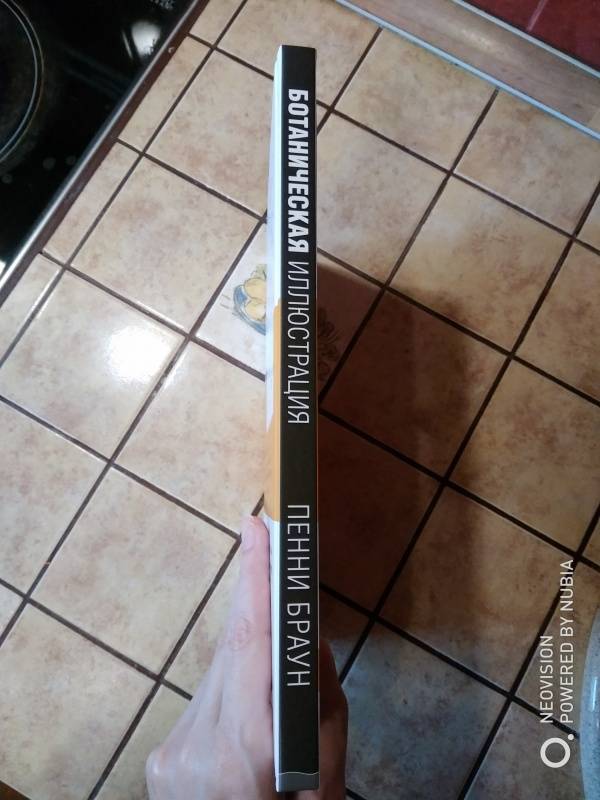 БОТАНИЧЕСКАЯ ИЛЛЮСТРАЦИЯ
ПЕННИ БРАУН
NEOVISION
POWERED BY NUBIA